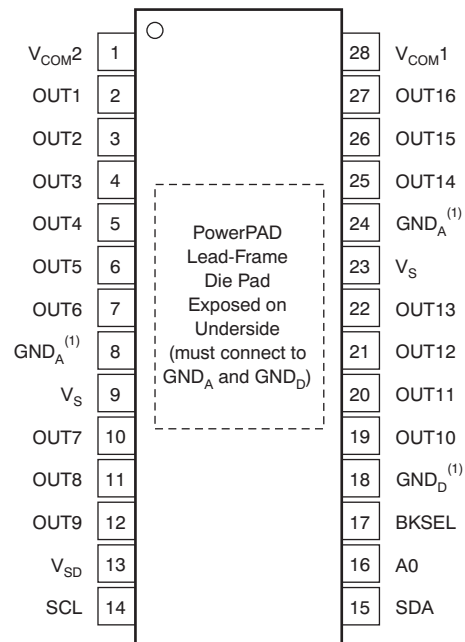 V_COM2 1
OUT1 2
OUT2 3
OUT3 4
OUT4 5
OUT5 6
OUT6 7
GND_A^(1) 8
V_S 9
OUT7 10
OUT8 11
OUT9 12
V_SD 13
SCL 14
PowerPAD
Lead-Frame
Die Pad
Exposed on
Underside
(must connect to
GND_A and GND_D)
28 V_COM1
27 OUT16
26 OUT15
25 OUT14
24 GND_A^(1)
23 V_S
22 OUT13
21 OUT12
20 OUT11
19 OUT10
18 GND_D^(1)
17 BKSEL
16 A0
15 SDA